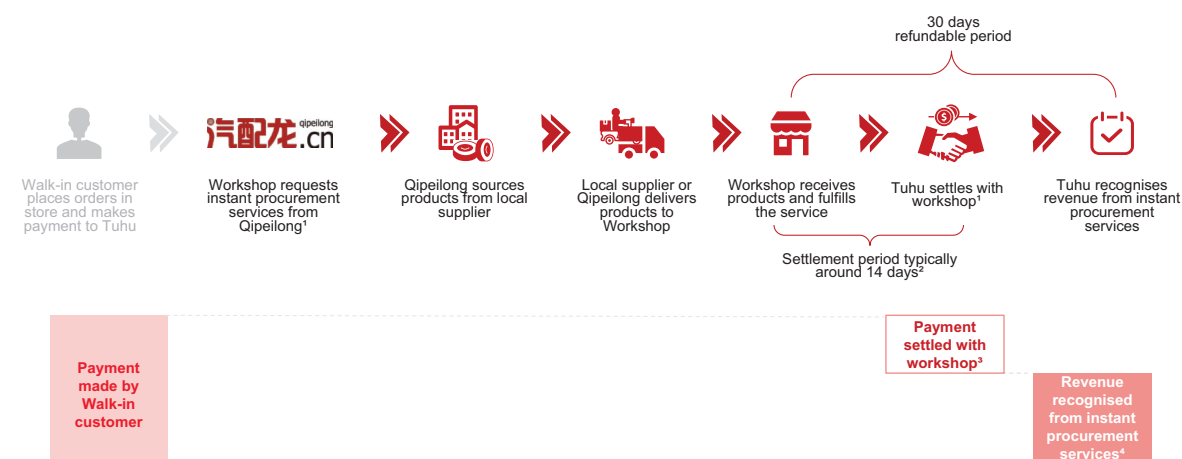 30 days
refundable period
汽配龙 qipeilong
.cn
Walk-in customer
places orders in
store and makes
payment to Tuhu
Workshop requests
instant procurement
services from
Qipeilong¹
Qipeilong sources
products from local
supplier
Local supplier or
Qipeilong delivers
products to
Workshop
Workshop receives
products and fulfills
the service
Tuhu settles with
workshop¹
Tuhu recognises
revenue from instant
procurement
services
Settlement period typically
around 14 days²
Payment
made by
Walk-in
customer
Payment
settled with
workshop³
Revenue
recognised
from instant
procurement
services⁴